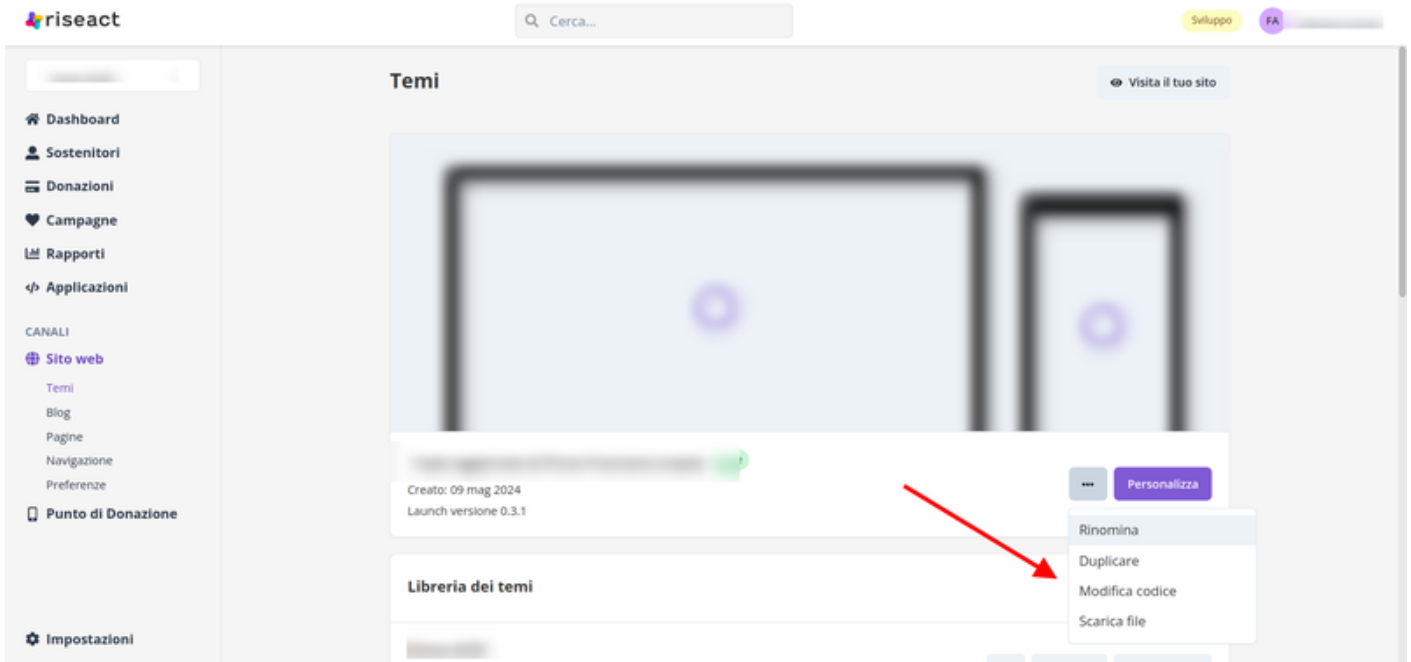 riseact
Cerca...
Sviluppo
FA
Dashboard
Sostenitori
Donazioni
Campagne
Rapporti
Applicazioni
CANALI
Sito web
Temi
Blog
Pagine
Navigazione
Preferenze
Punto di Donazione
Impostazioni
Temi
Visita il tuo sito
Creato: 09 mag 2024
Launch versione 0.3.1
Personalizza
Rinomina
Duplicare
Modifica codice
Scarica file
Libreria dei temi